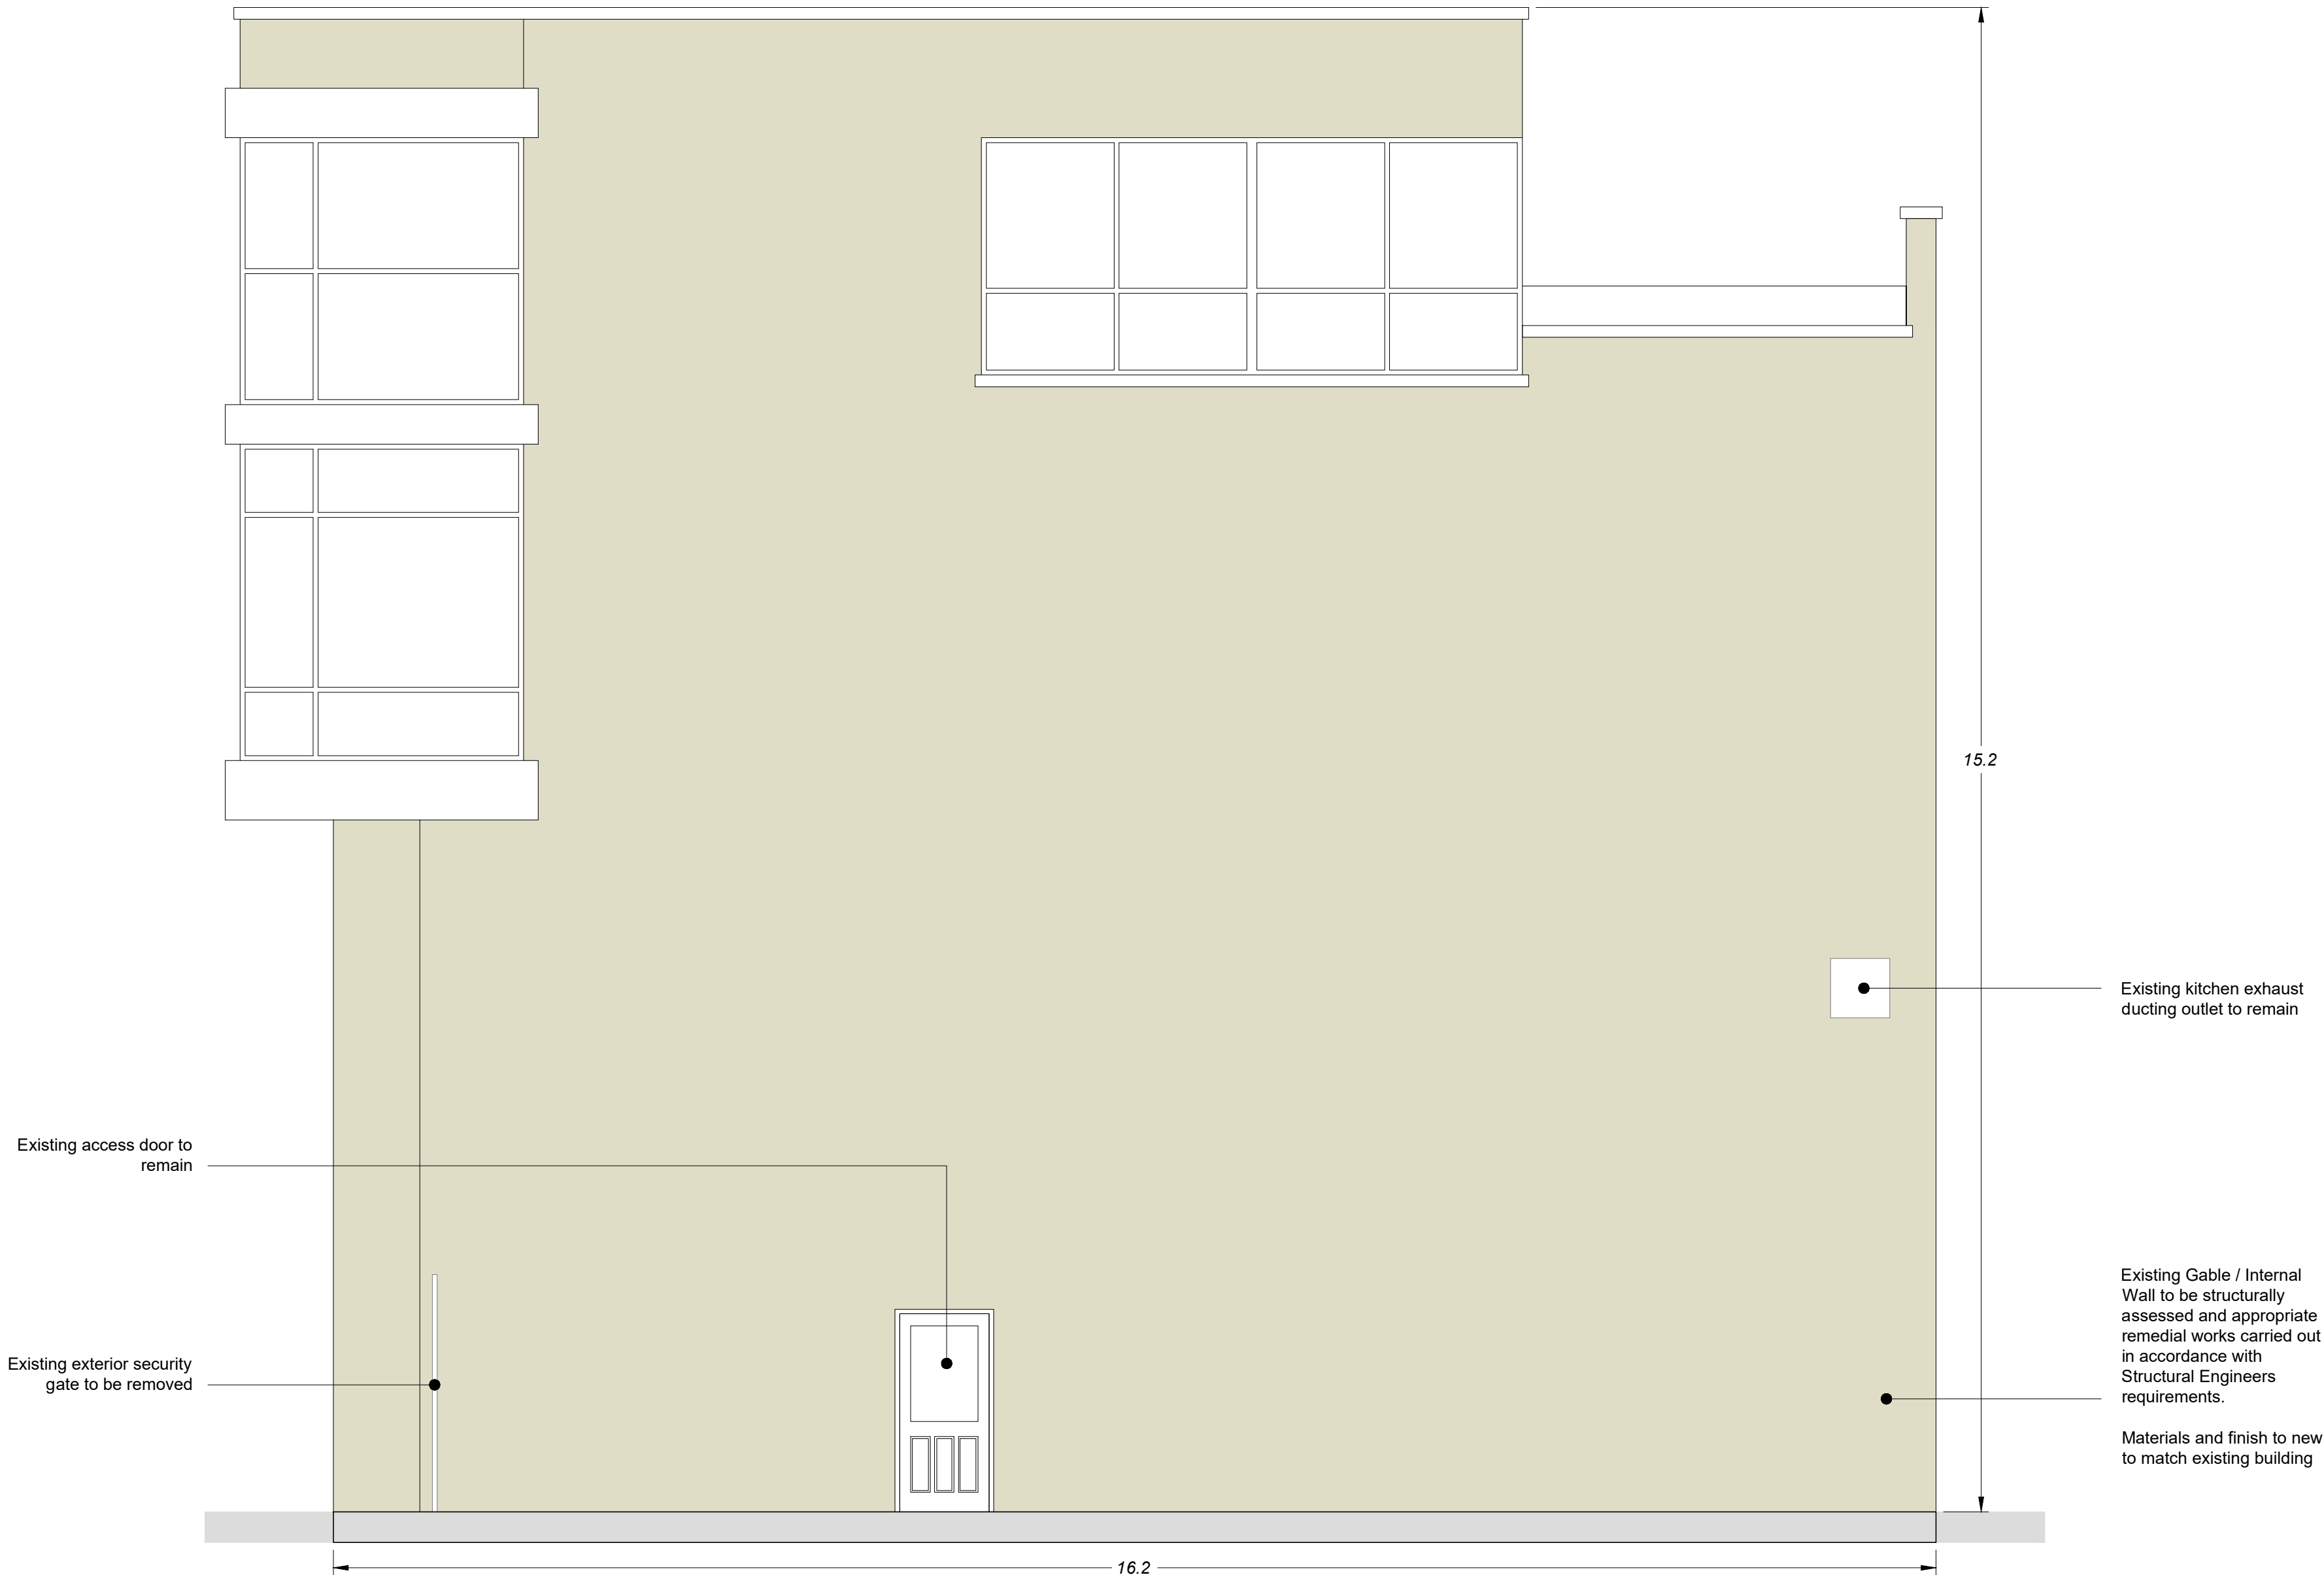 15.2
Existing kitchen exhaust
ducting outlet to remain
Existing access door to
remain
Existing exterior security
gate to be removed
Existing Gable / Internal
Wall to be structurally
assessed and appropriate
remedial works carried out
in accordance with
Structural Engineers
requirements.
Materials and finish to new
to match existing building
16.2